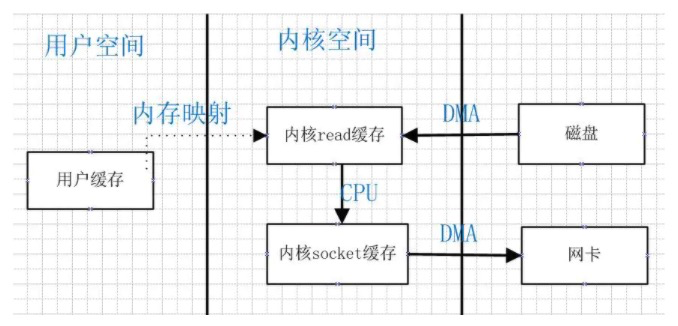 用户空间
内核空间
内存映射
DMA
内核read缓存
磁盘
用户缓存
CPU
DMA
内核socket缓存
网卡